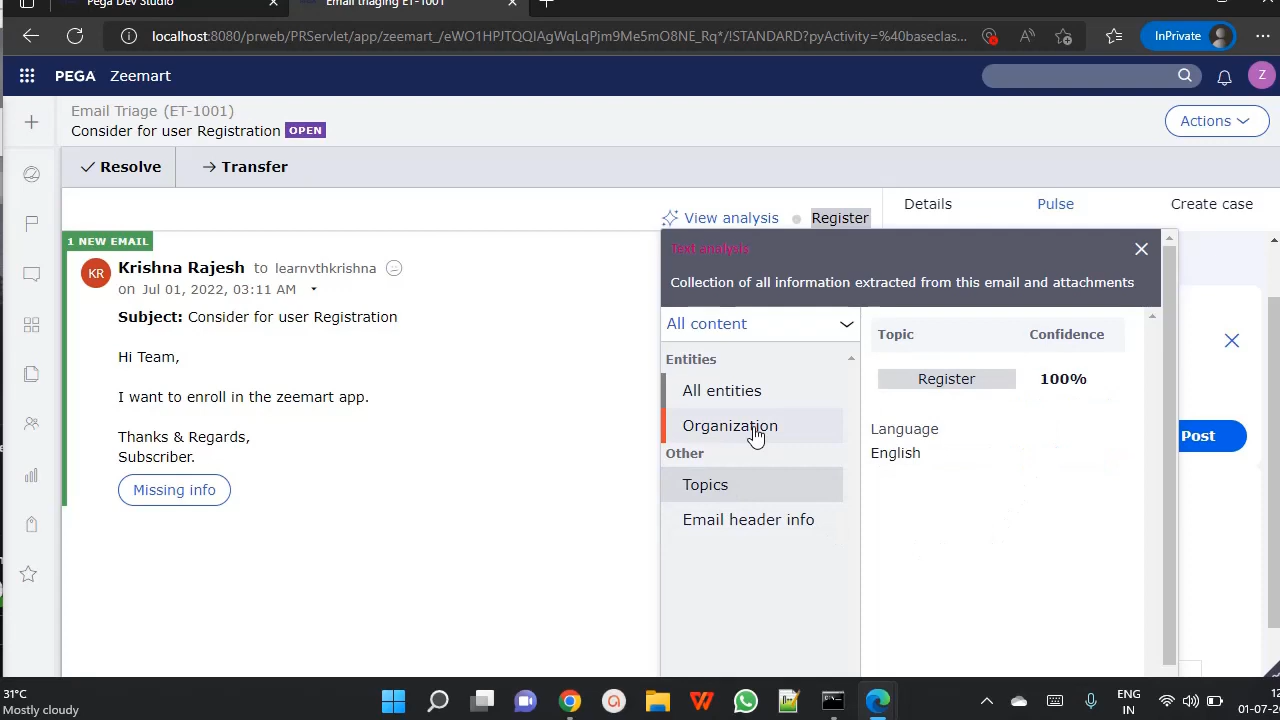 Pega Dev Studio
Email triaging ET-1001
localhost:8080/prweb/PRServlet/app/zeemart_/eWO1HPJTQQlAgWqLqPjm9Me5mO8NE_Rq*/!STANDARD?pyActivity=%40baseclas...
InPrivate
PEGA Zeemart
Z
Email Triage (ET-1001)
Consider for user Registration OPEN
Actions
Resolve
Transfer
View analysis
Register
Details
Pulse
Create case
1 NEW EMAIL
KR
Krishna Rajesh to learnvthkrishna
on Jul 01, 2022, 03:11 AM
Subject: Consider for user Registration
Hi Team,
I want to enroll in the zeemart app.
Thanks & Regards,
Subscriber.
Missing info
Text analysis
Collection of all information extracted from this email and attachments
All content
Entities
All entities
Organization
Other
Topics
Email header info
Topic Confidence
Register 100%
Language
English
Post
31°C
Mostly cloudy
ENG
IN
12
01-07-20